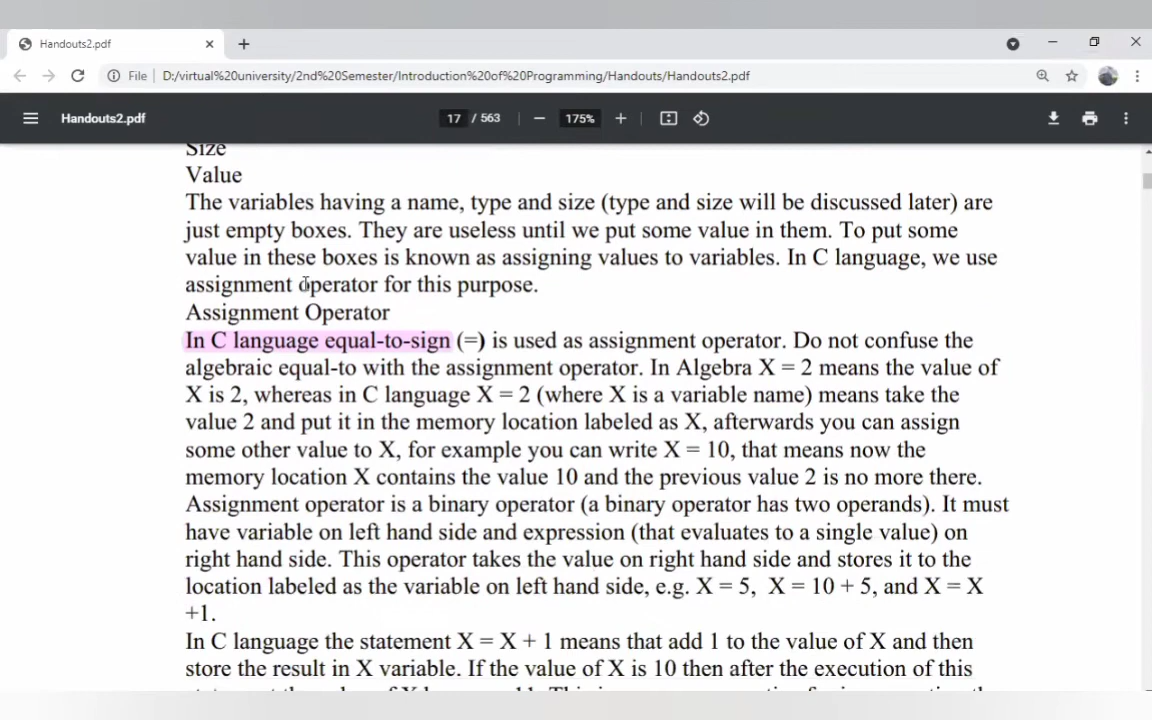 Handouts2.pdf
File | D:/virtual%20university/2nd%20Semester/Introduction%20of%20Programming/Handouts/Handouts2.pdf
Handouts2.pdf
17 / 563
175%
Size
Value
The variables having a name, type and size (type and size will be discussed later) are
just empty boxes. They are useless until we put some value in them. To put some
value in these boxes is known as assigning values to variables. In C language, we use
assignment operator for this purpose.
Assignment Operator
In C language equal-to-sign (=) is used as assignment operator. Do not confuse the
algebraic equal-to with the assignment operator. In Algebra X = 2 means the value of
X is 2, whereas in C language X = 2 (where X is a variable name) means take the
value 2 and put it in the memory location labeled as X, afterwards you can assign
some other value to X, for example you can write X = 10, that means now the
memory location X contains the value 10 and the previous value 2 is no more there.
Assignment operator is a binary operator (a binary operator has two operands). It must
have variable on left hand side and expression (that evaluates to a single value) on
right hand side. This operator takes the value on right hand side and stores it to the
location labeled as the variable on left hand side, e.g. X = 5,  X = 10 + 5, and X = X
+1.
In C language the statement X = X + 1 means that add 1 to the value of X and then
store the result in X variable. If the value of X is 10 then after the execution of this